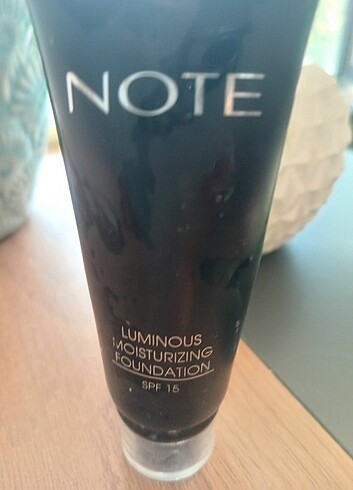 NOTE
LUMINOUS
MOISTURIZING
FOUNDATION
SPF 15